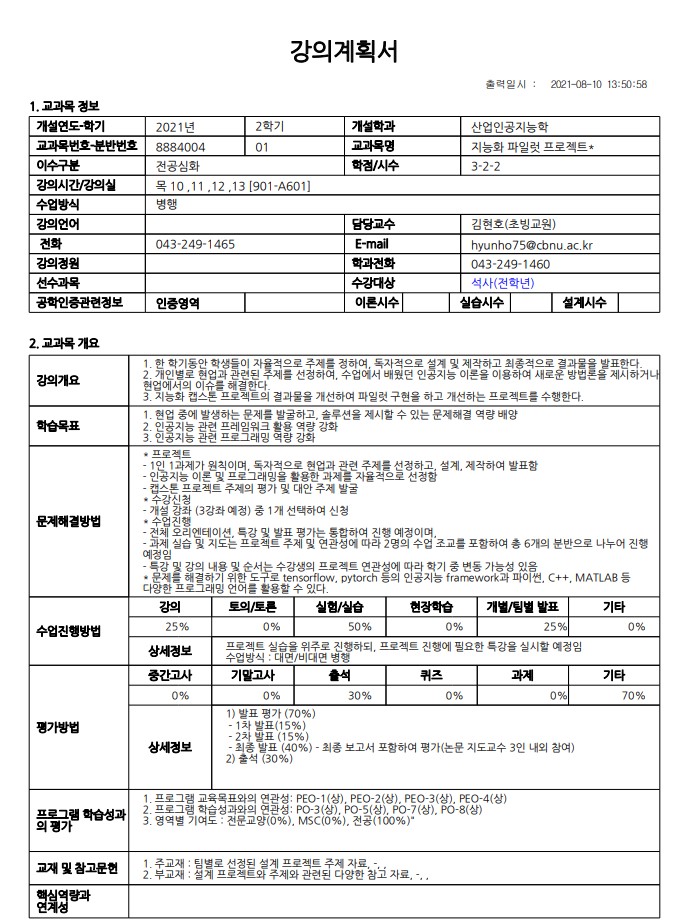 강의계획서
출력일시 : 2021-08-10 13:50:58
1. 교과목 정보
개설연도-학기 2021년 2학기 개설학과 산업인공지능학
교과목번호-분반번호 8884004 01 교과목명 지능화 파일럿 프로젝트*
이수구분 전공심화 학점/시수 3-2-2
강의시간/강의실 목 10 ,11 ,12 ,13 [901-A601]
수업방식 병행
강의언어 담당교수 김현호(초빙교원)
전화 043-249-1465 E-mail hyunho75@cbnu.ac.kr
강의정원 학과전화 043-249-1460
선수과목 수강대상 석사(전학년)
공학인증관련정보 인증영역 이론시수 실습시수 설계시수
2. 교과목 개요
강의개요
1. 한 학기동안 학생들이 자율적으로 주제를 정하여, 독자적으로 설계 및 제작하고 최종적으로 결과물을 발표한다.
2. 개인별로 현업과 관련된 주제를 선정하여, 수업에서 배웠던 인공지능 이론을 이용하여 새로운 방법론을 제시하거나
현업에서의 이슈를 해결한다.
3. 지능화 캡스톤 프로젝트의 결과물을 개선하여 파일럿 구현을 하고 개선하는 프로젝트를 수행한다.
학습목표
1. 현업 중에 발생하는 문제를 발굴하고, 솔루션을 제시할 수 있는 문제해결 역량 배양
2. 인공지능 관련 프레임워크 활용 역량 강화
3. 인공지능 관련 프로그래밍 역량 강화
문제해결방법
* 프로젝트
- 1인 1과제가 원칙이며, 독자적으로 현업과 관련 주제를 선정하고, 설계, 제작하여 발표함
- 인공지능 이론 및 프로그래밍을 활용한 과제를 자율적으로 선정함
- 캡스톤 프로젝트 주제의 평가 및 대안 주제 발굴
* 수강신청
- 개설 강좌 (3강좌 예정) 중 1개 선택하여 신청
* 수업진행
- 전체 오리엔테이션, 특강 및 발표 평가는 통합하여 진행 예정이며,
- 과제 실습 및 지도는 프로젝트 주제 및 연관성에 따라 2명의 수업 조교를 포함하여 총 6개의 분반으로 나누어 진행
예정임
- 특강 및 강의 내용 및 순서는 수강생의 프로젝트 연관성에 따라 학기 중 변동 가능성 있음
* 문제를 해결하기 위한 도구로 tensorflow, pytorch 등의 인공지능 framework과 파이썬, C++, MATLAB 등
다양한 프로그래밍 언어를 활용할 수 있다.
수업진행방법
강의 토의/토론 실험/실습 현장학습 개별/팀별 발표 기타
25% 0% 50% 0% 25% 0%
상세정보
프로젝트 실습을 위주로 진행하되, 프로젝트 진행에 필요한 특강을 실시할 예정임
수업방식 : 대면/비대면 병행
평가방법
중간고사 기말고사 출석 퀴즈 과제 기타
0% 0% 30% 0% 0% 70%
상세정보
1) 발표 평가 (70%)
- 1차 발표(15%)
- 2차 발표 (15%)
- 최종 발표 (40%) - 최종 보고서 포함하여 평가(논문 지도교수 3인 내외 참여)
2) 출석 (30%)
프로그램 학습성과
의 평가
1. 프로그램 교육목표와의 연관성: PEO-1(상), PEO-2(상), PEO-3(상), PEO-4(상)
2. 프로그램 학습성과와의 연관성: PO-3(상), PO-5(상), PO-7(상), PO-8(상)
3. 영역별 기여도 : 전문교양(0%), MSC(0%), 전공(100%)"
교재 및 참고문헌
1. 주교재 : 팀별로 선정된 설계 프로젝트 주제 자료, -, ,
2. 부교재 : 설계 프로젝트와 주제와 관련된 다양한 참고 자료, -, ,
핵심역량과
연계성